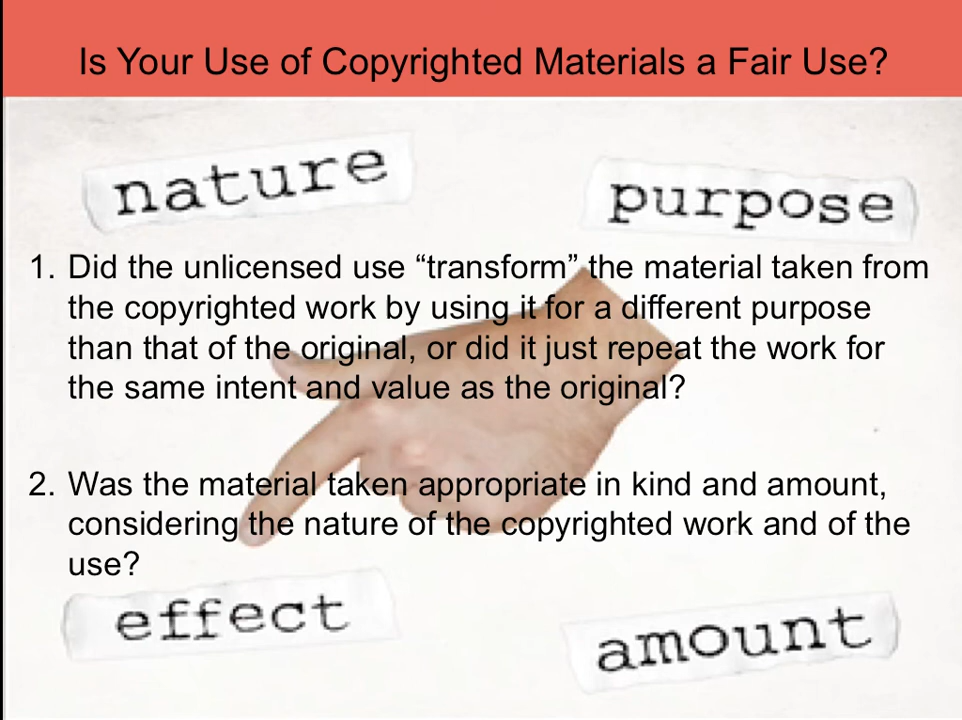 Is Your Use of Copyrighted Materials a Fair Use?
nature
purpose
1. Did the unlicensed use “transform” the material taken from
the copyrighted work by using it for a different purpose
than that of the original, or did it just repeat the work for
the same intent and value as the original?
2. Was the material taken appropriate in kind and amount,
considering the nature of the copyrighted work and of the
use?
effect
amount